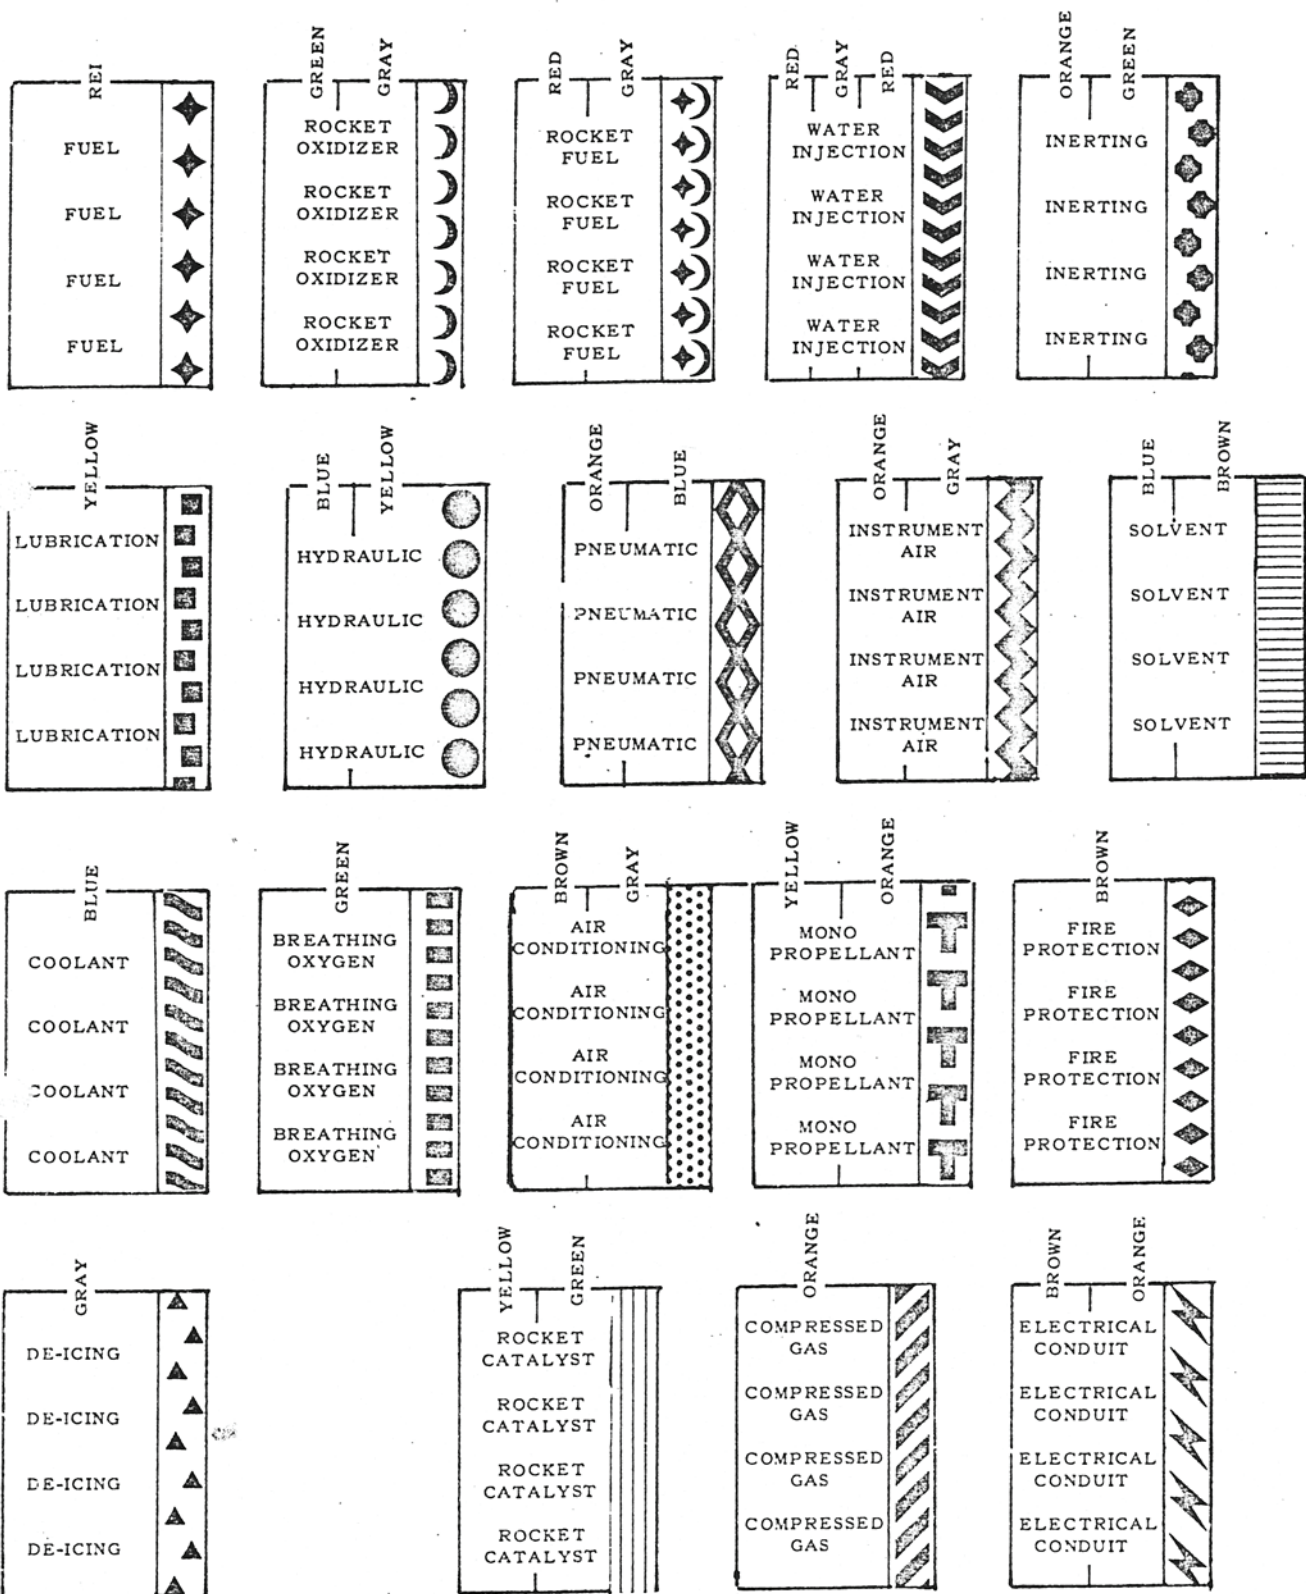 REI
FUEL
FUEL
FUEL
FUEL
GREEN
GRAY
ROCKET
OXIDIZER
ROCKET
OXIDIZER
ROCKET
OXIDIZER
ROCKET
OXIDIZER
RED
GRAY
ROCKET
FUEL
ROCKET
FUEL
ROCKET
FUEL
ROCKET
FUEL
RED
GRAY
RED
WATER
INJECTION
WATER
INJECTION
WATER
INJECTION
WATER
INJECTION
ORANGE
GREEN
INERTING
INERTING
INERTING
INERTING
YELLOW
LUBRICATION
LUBRICATION
LUBRICATION
LUBRICATION
BLUE
YELLOW
HYDRAULIC
HYDRAULIC
HYDRAULIC
HYDRAULIC
ORANGE
BLUE
PNEUMATIC
PNEUMATIC
PNEUMATIC
PNEUMATIC
ORANGE
GRAY
INSTRUMENT
AIR
INSTRUMENT
AIR
INSTRUMENT
AIR
INSTRUMENT
AIR
BLUE
BROWN
SOLVENT
SOLVENT
SOLVENT
SOLVENT
BLUE
COOLANT
COOLANT
COOLANT
COOLANT
GREEN
BREATHING
OXYGEN
BREATHING
OXYGEN
BREATHING
OXYGEN
BREATHING
OXYGEN
BROWN
GRAY
AIR
CONDITIONING
AIR
CONDITIONING
AIR
CONDITIONING
AIR
CONDITIONING
YELLOW
ORANGE
MONO
PROPELLANT
MONO
PROPELLANT
MONO
PROPELLANT
MONO
PROPELLANT
BROWN
FIRE
PROTECTION
FIRE
PROTECTION
FIRE
PROTECTION
FIRE
PROTECTION
GRAY
DE-ICING
DE-ICING
DE-ICING
DE-ICING
YELLOW
GREEN
ROCKET
CATALYST
ROCKET
CATALYST
ROCKET
CATALYST
ROCKET
CATALYST
ORANGE
COMPRESSED
GAS
COMPRESSED
GAS
COMPRESSED
GAS
COMPRESSED
GAS
BROWN
ORANGE
ELECTRICAL
CONDUIT
ELECTRICAL
CONDUIT
ELECTRICAL
CONDUIT
ELECTRICAL
CONDUIT